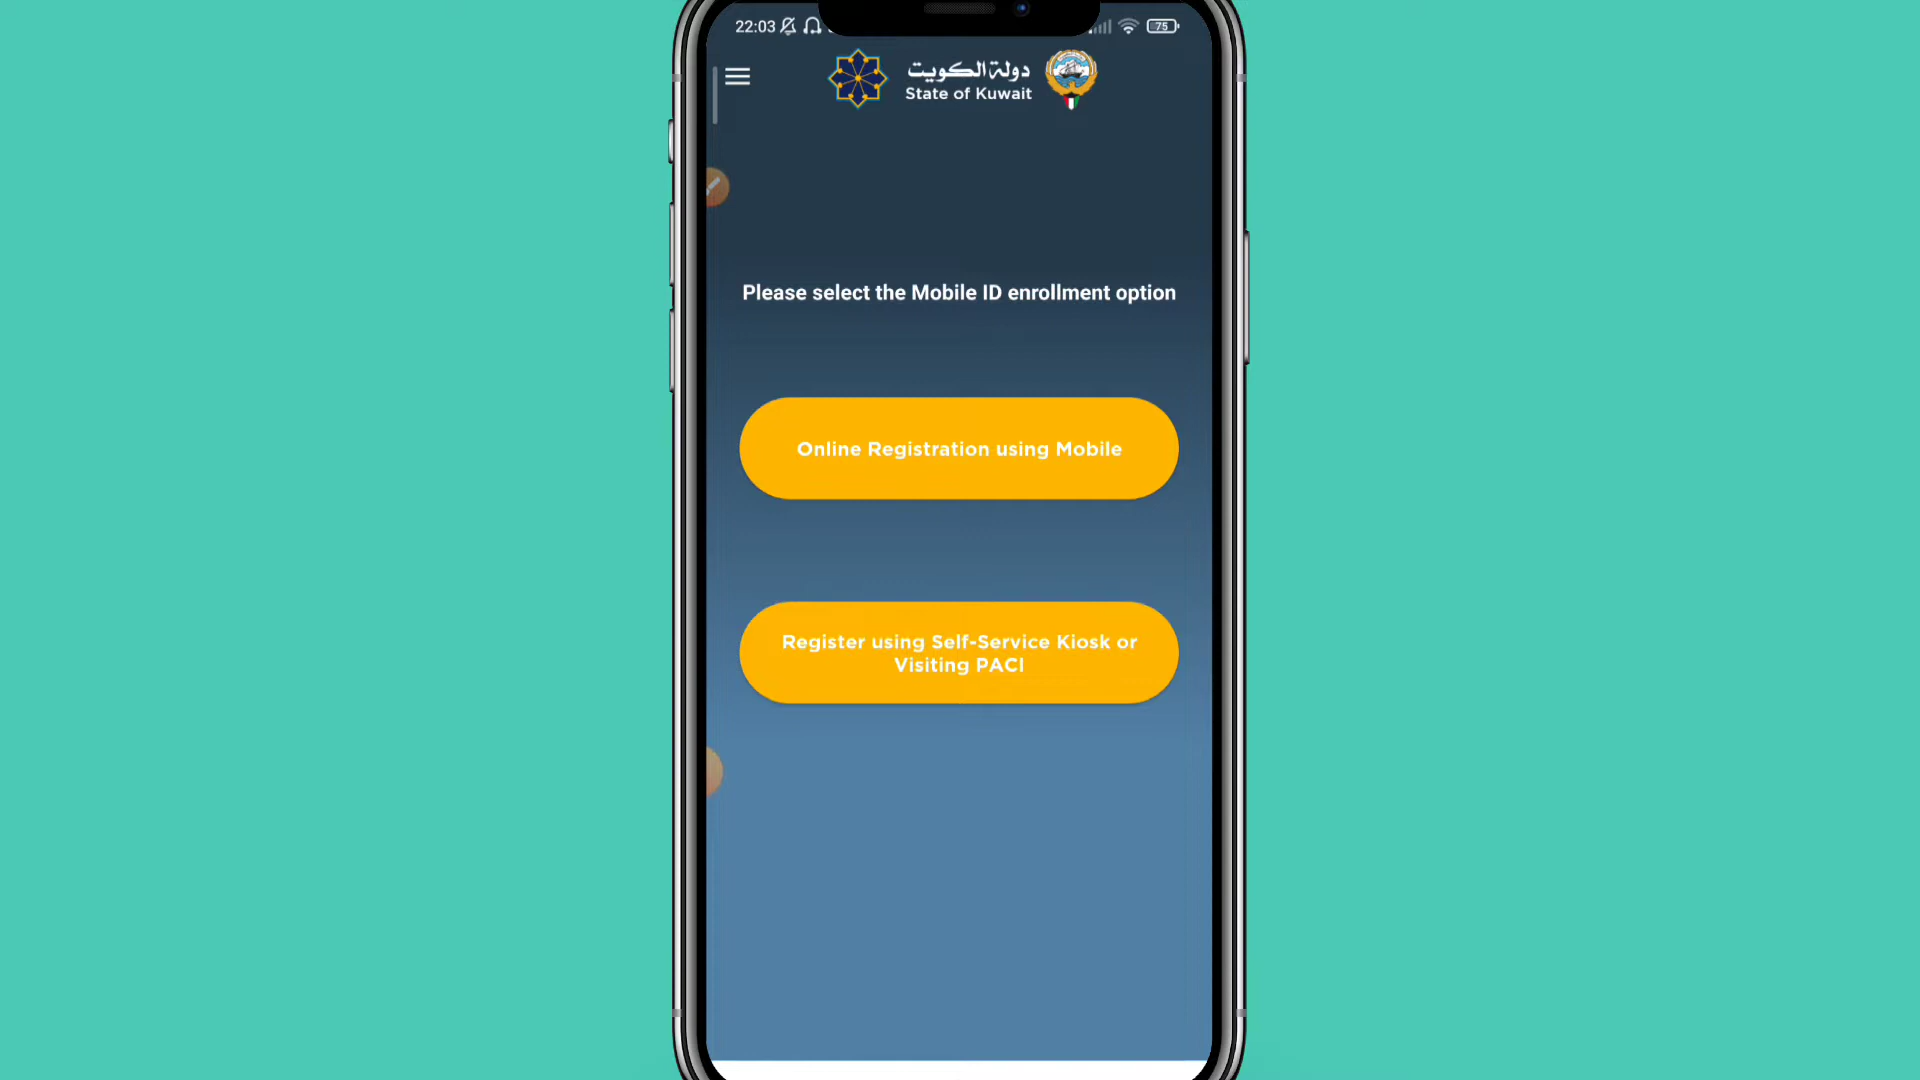 22:03
75
دولة الكويت
State of Kuwait
Please select the Mobile ID enrollment option
Online Registration using Mobile
Register using Self-Service Kiosk or
Visiting PACI